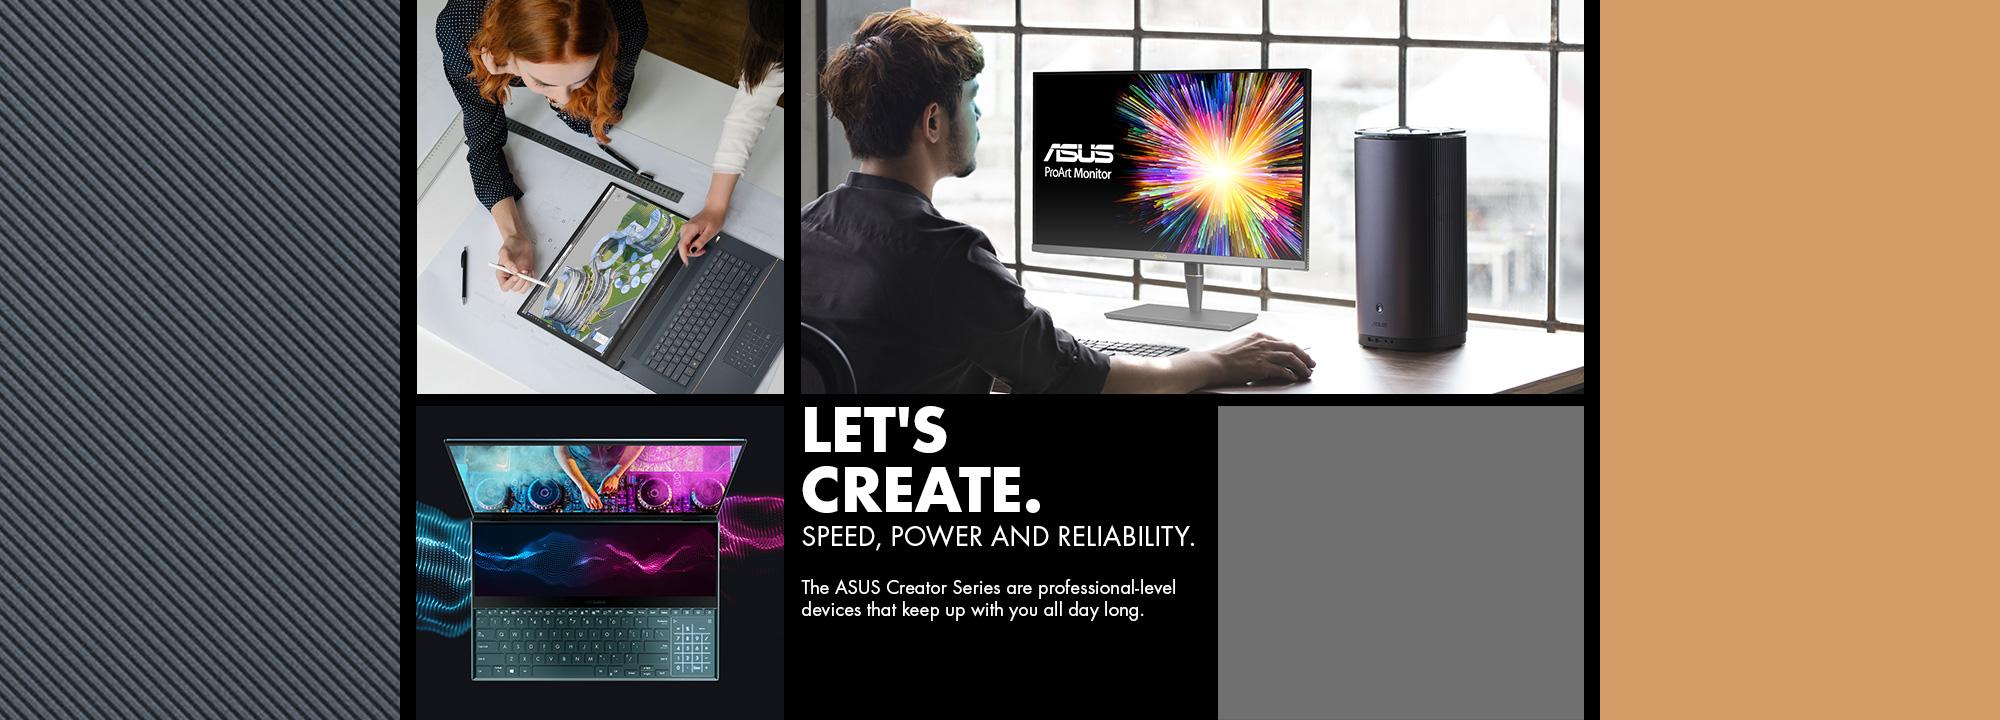 ASUS
ProArt Monitor
ASUS
LET'S
CREATE.
SPEED, POWER AND RELIABILITY.
The ASUS Creator Series are professional-level
devices that keep up with you all day long.
Q W E R T Y U I O P
A S D F G H J K L
Z X C V B N M